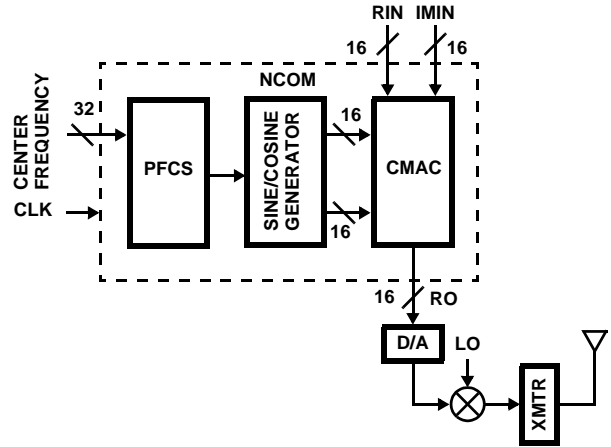 RIN IMIN
16 16
NCOM
CENTER
FREQUENCY
32
CLK
PFCS
SINE/COSINE
GENERATOR
16
16
CMAC
16 RO
D/A
LO
XMTR